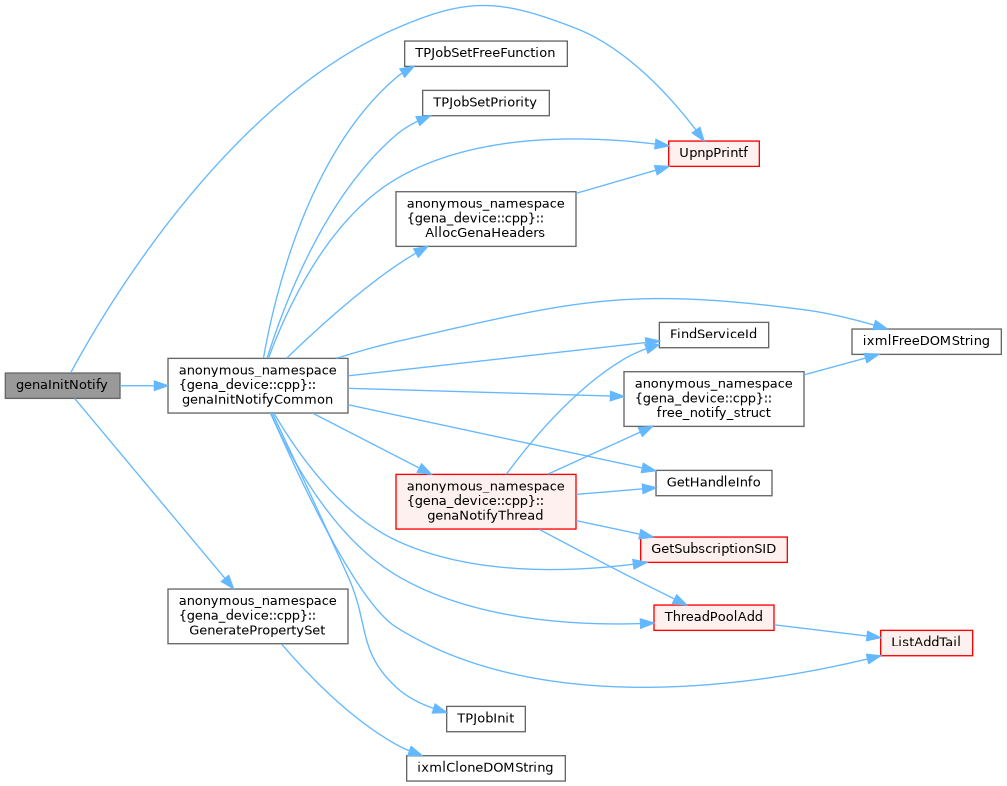 TPJobSetFreeFunction
TPJobSetPriority
UpnpPrintf
anonymous_namespace
{gena_device::cpp}::
AllocGenaHeaders
FindServiceId
ixmlFreeDOMString
anonymous_namespace
{gena_device::cpp}::
genaInitNotifyCommon
genaInitNotify
anonymous_namespace
{gena_device::cpp}::
free_notify_struct
GetHandleInfo
anonymous_namespace
{gena_device::cpp}::
genaNotifyThread
GetSubscriptionSID
anonymous_namespace
{gena_device::cpp}::
GeneratePropertySet
ThreadPoolAdd
ListAddTail
TPJobInit
ixmlCloneDOMString